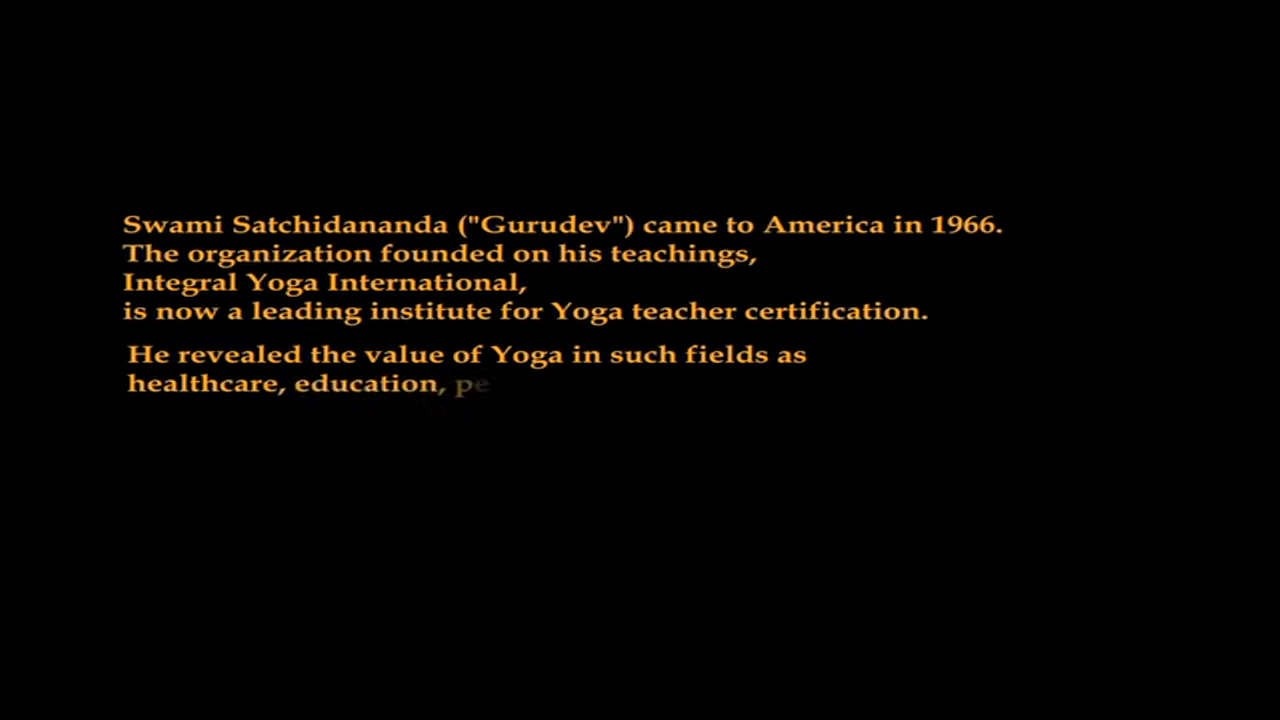 Swami Satchidananda ("Gurudev") came to America in 1966.
The organization founded on his teachings,
Integral Yoga International,
is now a leading institute for Yoga teacher certification.
He revealed the value of Yoga in such fields as
healthcare, education,